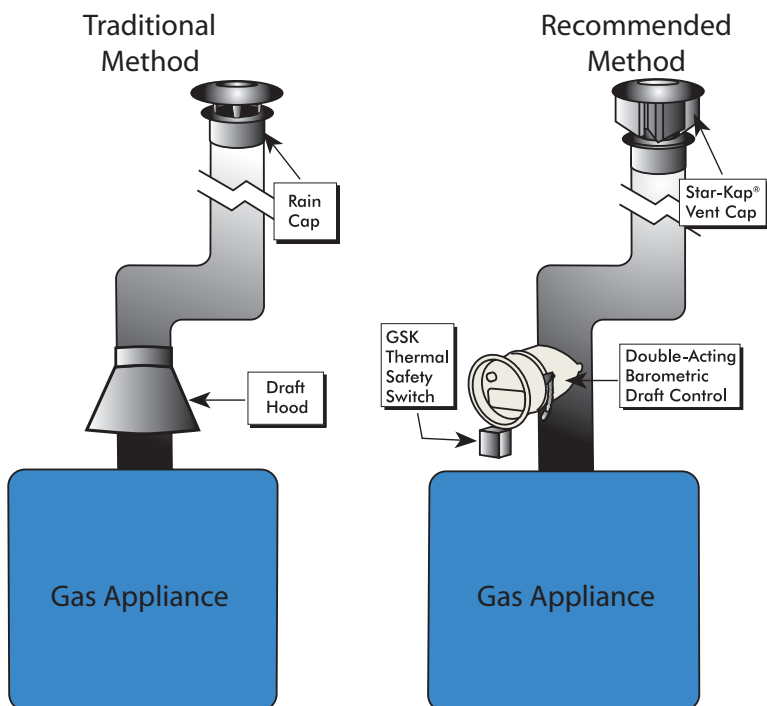 Traditional
Method
Recommended
Method
Rain
Cap
Star-Kap®
Vent Cap
GSK
Thermal
Safety
Switch
Draft
Hood
Double-Acting
Barometric
Draft Control
Gas Appliance
Gas Appliance